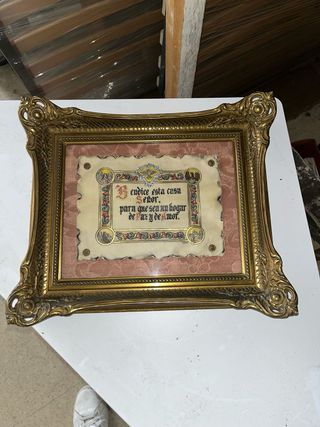 Bendice esta casa
Señor,
para que sea un hogar
de Paz y de Amor.